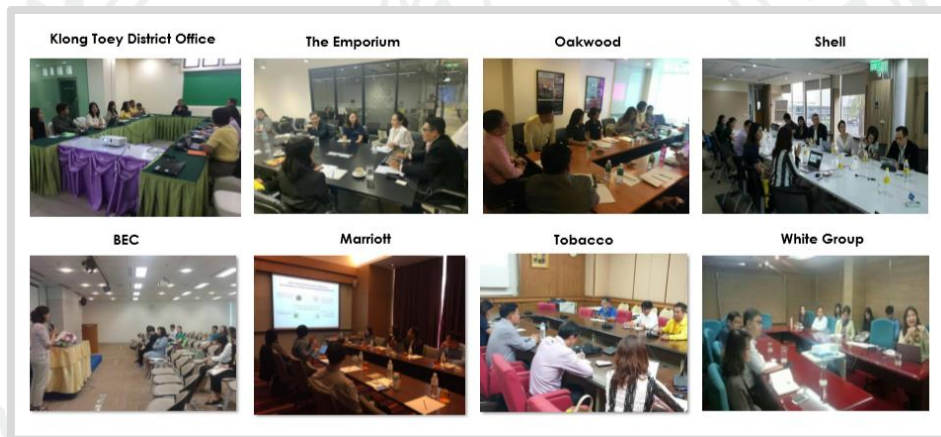 Klong Toey District Office
The Emporium
Oakwood
Shell
BEC
Marriott
Tobacco
White Group